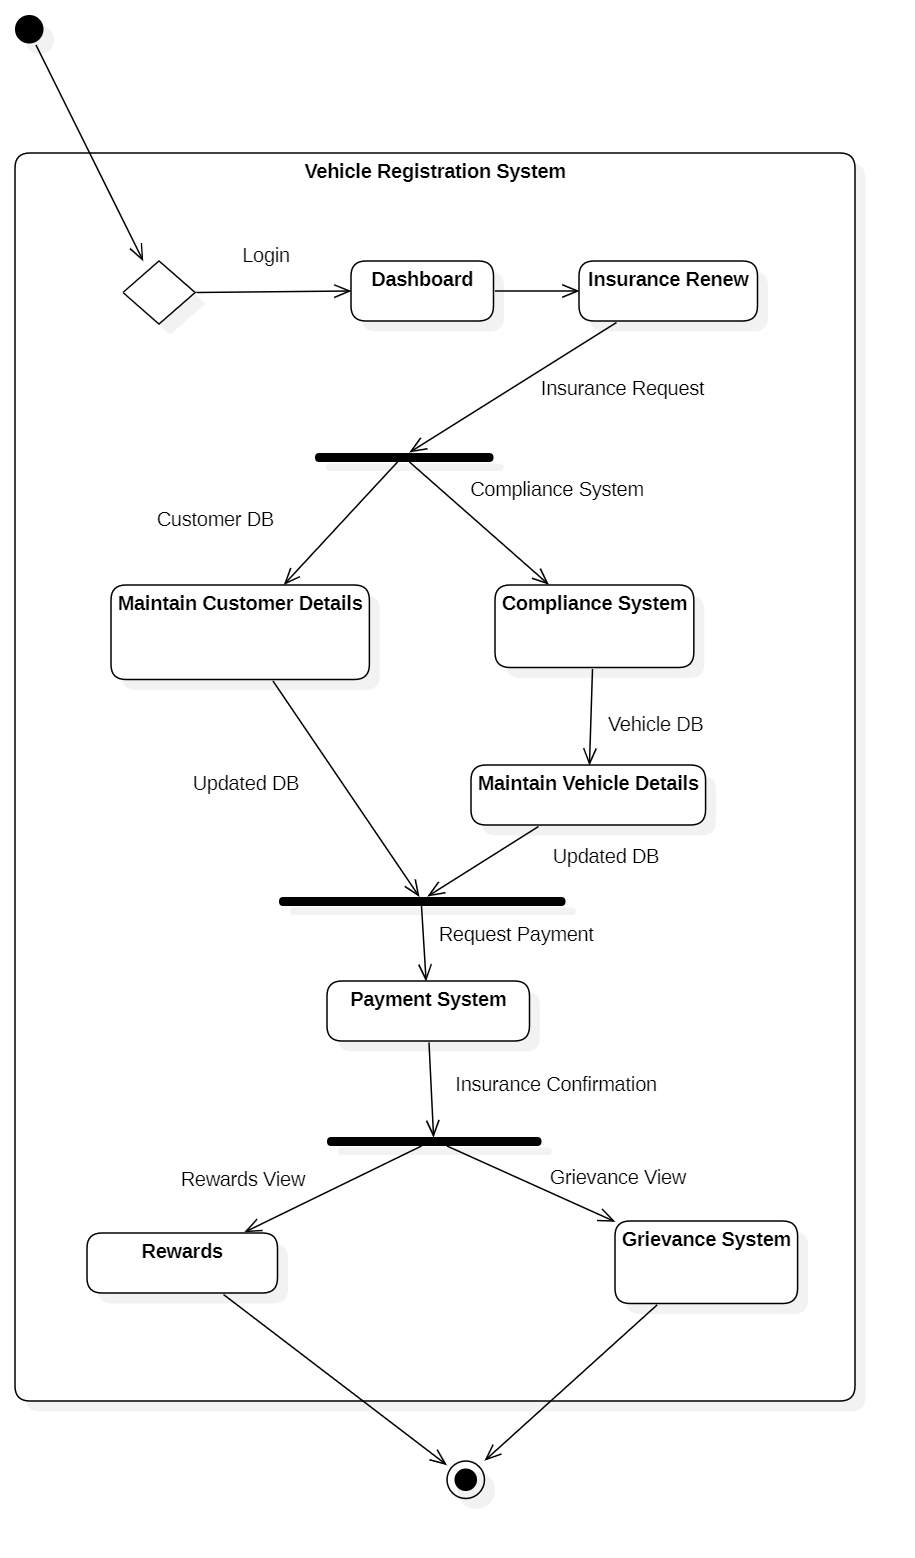 Vehicle Registration System
Login
Dashboard
Insurance Renew
Insurance Request
Compliance System
Customer DB
Maintain Customer Details
Compliance System
Vehicle DB
Updated DB
Maintain Vehicle Details
Updated DB
Request Payment
Payment System
Insurance Confirmation
Rewards View
Grievance View
Rewards
Grievance System